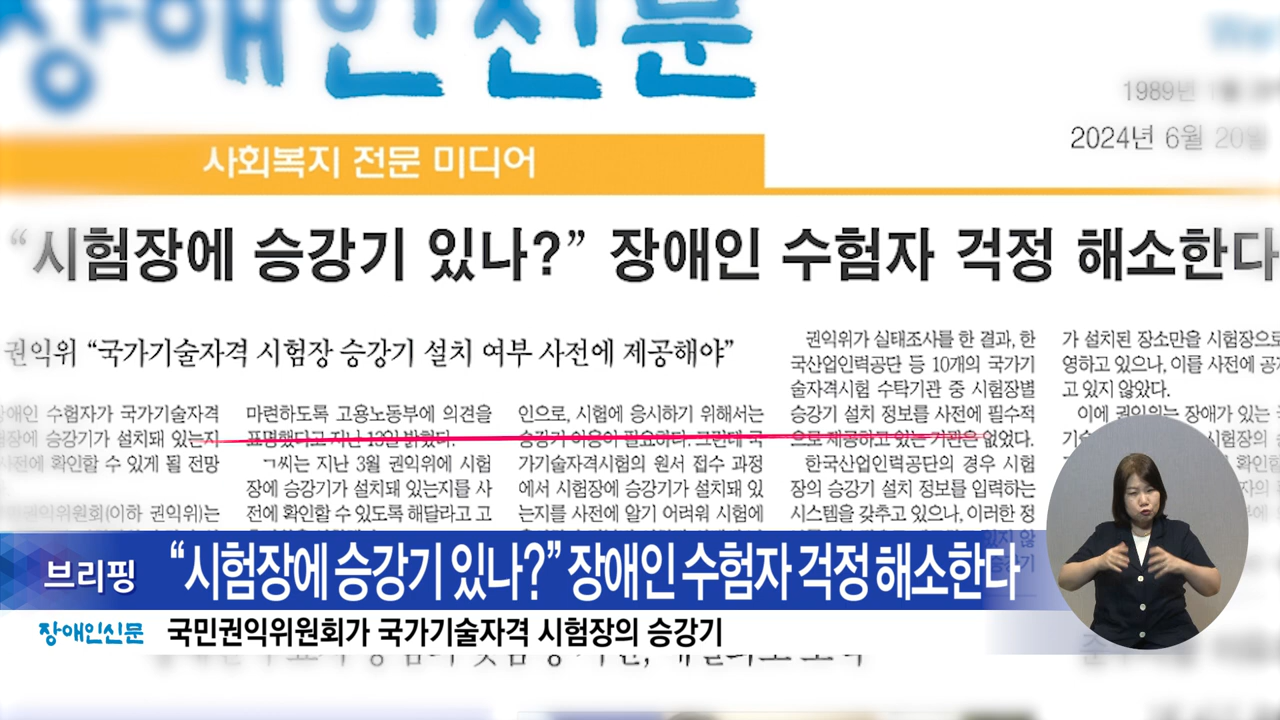 장애인신문
1989년
2024년 6월 20일
사회복지 전문 미디어
“시험장에 승강기 있나?” 장애인 수험자 걱정 해소한다
권익위 “국가기술자격 시험장 승강기 설치 여부 사전에 제공해야”
장애인 수험자가 국가기술자격
험장에 승강기가 설치돼 있는지
사전에 확인할 수 있게 될 전망
권익위원회(이하 권익위)는
마련하도록 고용노동부에 의견을
표명했다고 지난 13일 밝혔다.
ㄱ씨는 지난 3월 권익위에 시험
장에 승강기가 설치돼 있는지를 사
전에 확인할 수 있도록 해달라고 고
인으로, 시험에 응시하기 위해서는
승강기 이용이 필요하다. 그런데 국
가기술자격시험의 원서 접수 과정
에서 시험장에 승강기가 설치돼 있
는지를 사전에 알기 어려워 시험에
권익위가 실태조사를 한 결과, 한
국산업인력공단 등 10개의 국가기
술자격시험 수탁기관 중 시험장별
승강기 설치 정보를 사전에 필수적
으로 제공하고 있는 기관은 없었다.
한국산업인력공단의 경우 시험
장의 승강기 설치 정보를 입력하는
시스템을 갖추고 있으나, 이러한 정
가 설치된 장소만을 시험장으로
영하고 있으나, 이를 사전에 공
고 있지 않았다.
이에 권익위는 장애가 있는
브리핑
“시험장에 승강기 있나?” 장애인 수험자 걱정 해소한다
장애인신문
국민권익위원회가 국가기술자격 시험장의 승강기